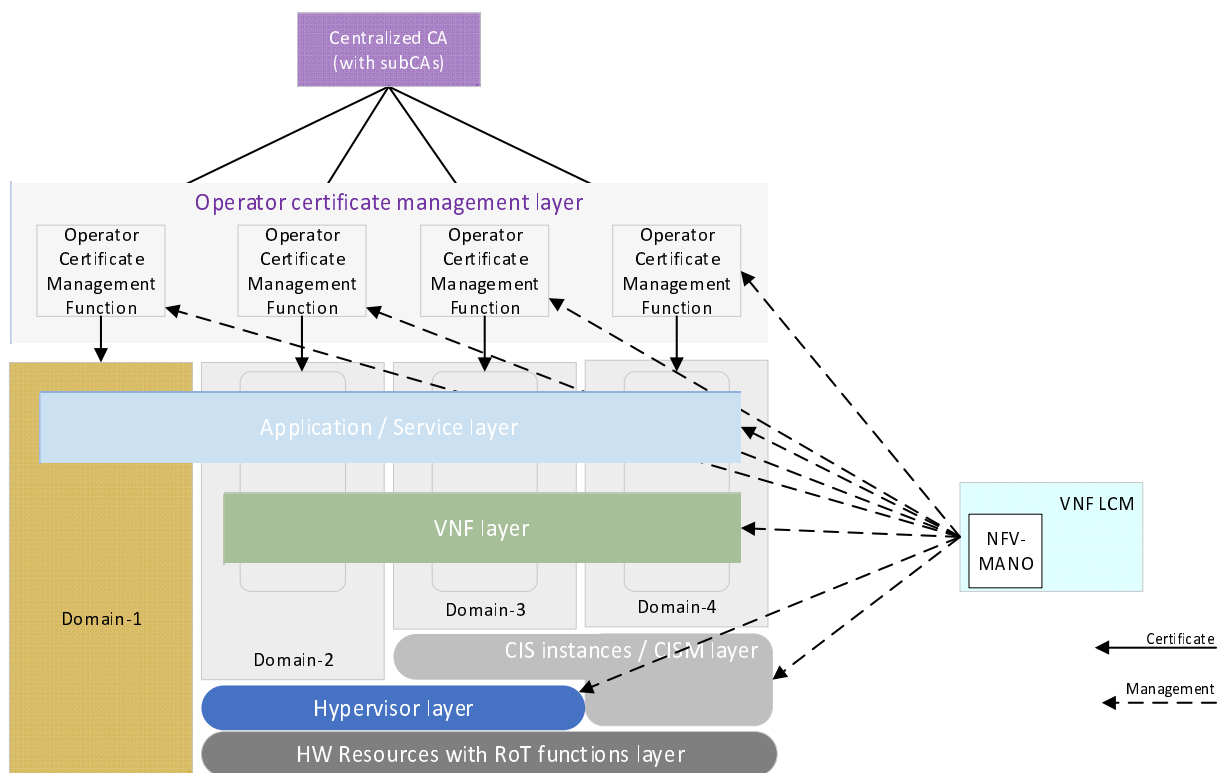 Centralized CA
(with subCAs)
Operator certificate management layer
Operator
Certificate
Management
Function
Operator
Certificate
Management
Function
Operator
Certificate
Management
Function
Operator
Certificate
Management
Function
Application / Service layer
VNF layer
VNF LCM
NFV-
MANO
Domain-1
Domain-2
Domain-3
Domain-4
CIS instances / CISM layer
Hypervisor layer
HW Resources with RoT functions layer
Certificate
Management